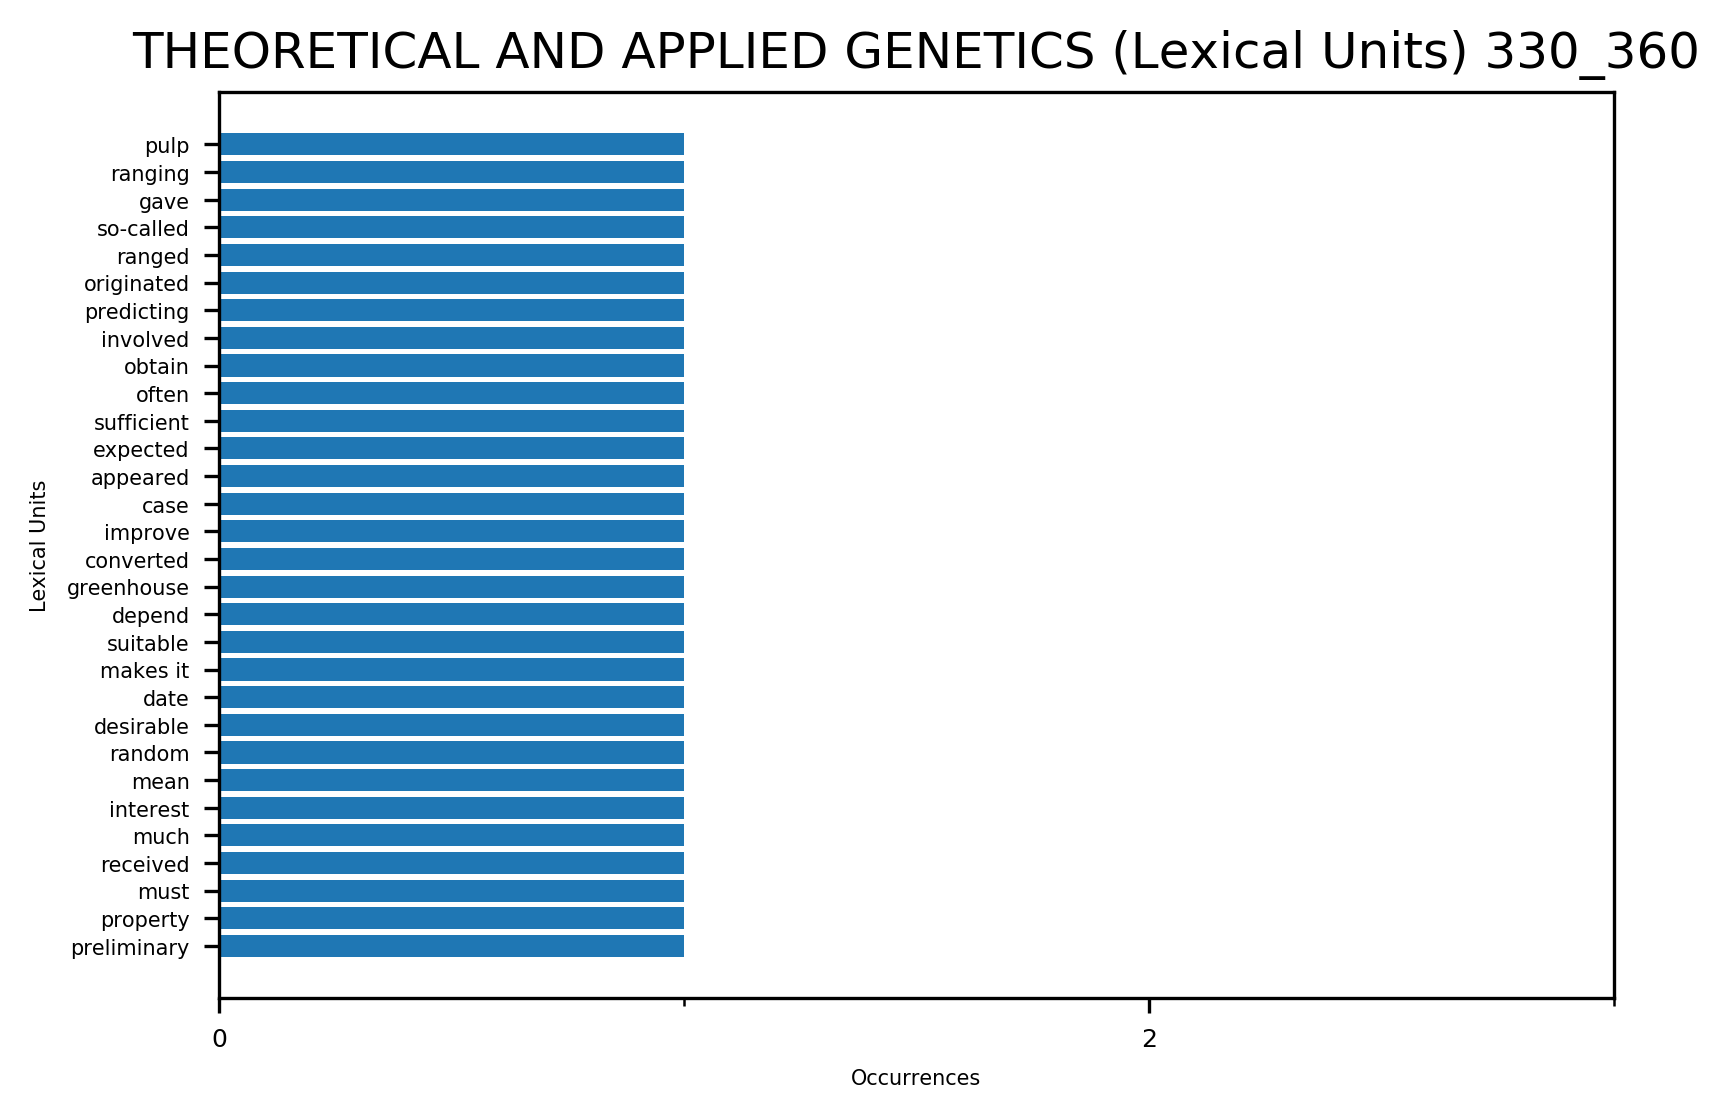 THEORETICAL AND APPLIED GENETICS (Lexical Units) 330_360
Lexical Units
pulp
ranging
gave
so-called
ranged
originated
predicting
involved
obtain
often
sufficient
expected
appeared
case
improve
converted
greenhouse
depend
suitable
makes it
date
desirable
random
mean
interest
much
received
must
property
preliminary
0 2
Occurrences